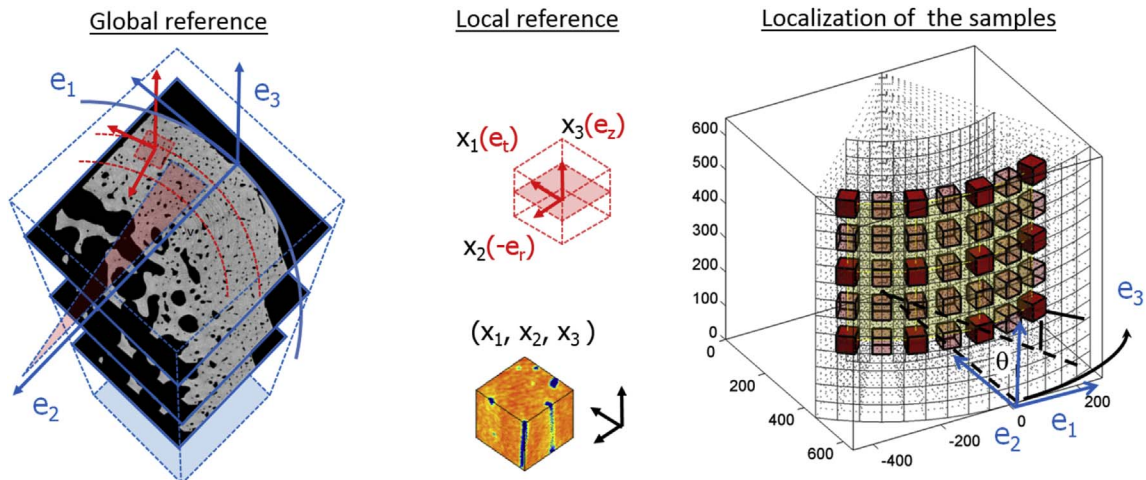 Global reference
Local reference
Localization of the samples
e1
e3
e2
x1(et)
x3(ez)
x2(-er)
(x1, x2, x3)
600
500
400
300
200
100
0
0
200
400
600
-400
-200
0
200
θ
e3
e2
e1